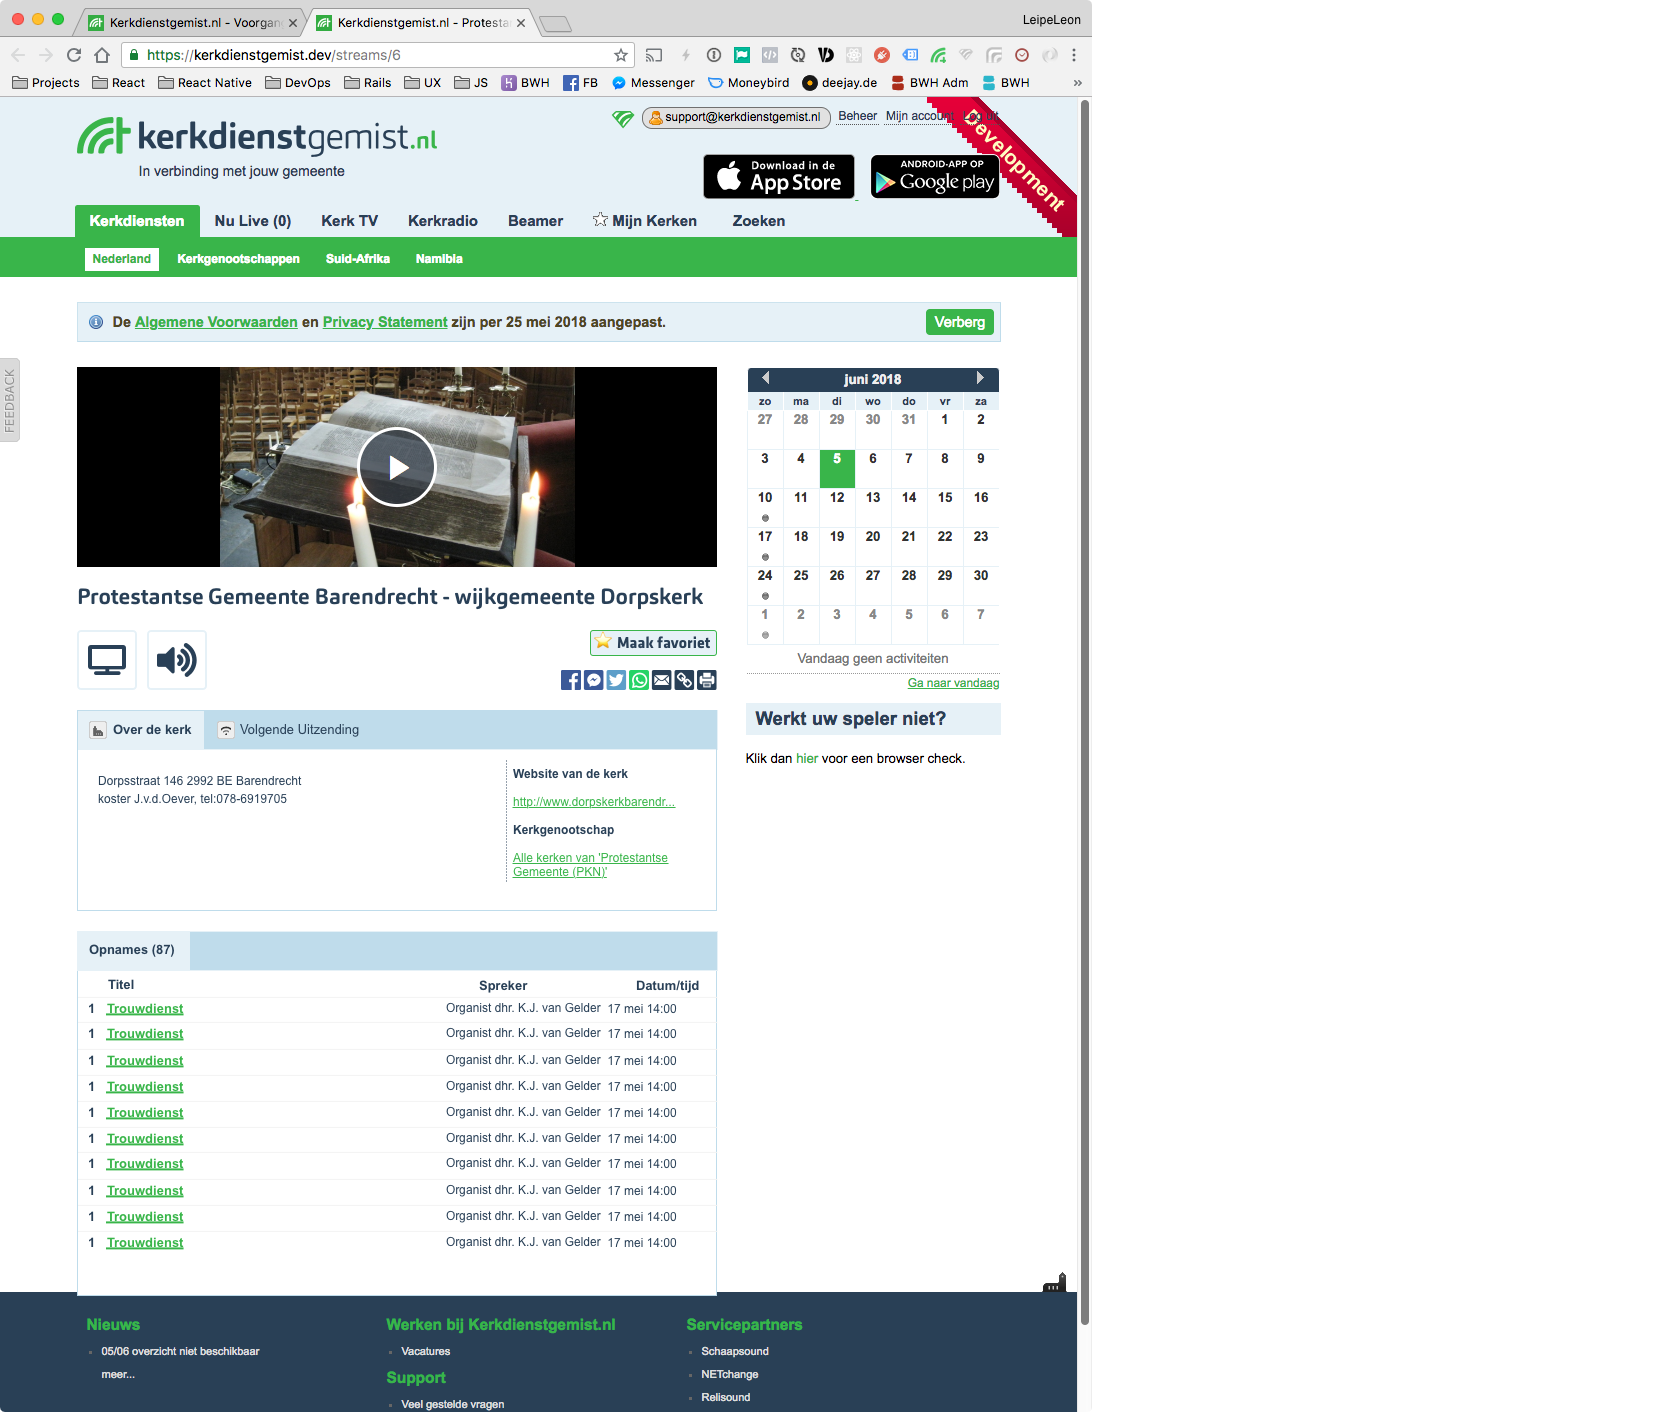 Kerkdienstgemist.nl - Voorgan
Kerkdienstgemist.nl - Protesta
LeipeLeon
https://kerkdienstgemist.dev/streams/6
Projects React React Native DevOps Rails UX JS BWH FB Messenger Moneybird deejay.de BWH Adm BWH »
kerkdienstgemist.nl
In verbinding met jouw gemeente
support@kerkdienstgemist.nl Beheer Mijn account Log uit
Development
Download in de
App Store
ANDROID-APP OP
Google play
Kerkdiensten Nu Live (0) Kerk TV Kerkradio Beamer Mijn Kerken Zoeken
Nederland Kerkgenootschappen Suid-Afrika Namibia
De Algemene Voorwaarden en Privacy Statement zijn per 25 mei 2018 aangepast.
Verberg
FEEDBACK
Protestantse Gemeente Barendrecht - wijkgemeente Dorpskerk
Maak favoriet
Over de kerk Volgende Uitzending
Dorpsstraat 146 2992 BE Barendrecht
koster J.v.d.Oever, tel:078-6919705
Website van de kerk
http://www.dorpskerkbarendr...
Kerkgenootschap
Alle kerken van 'Protestantse
Gemeente (PKN)'
Opnames (87)
Titel Spreker Datum/tijd
1 Trouwdienst Organist dhr. K.J. van Gelder 17 mei 14:00
1 Trouwdienst Organist dhr. K.J. van Gelder 17 mei 14:00
1 Trouwdienst Organist dhr. K.J. van Gelder 17 mei 14:00
1 Trouwdienst Organist dhr. K.J. van Gelder 17 mei 14:00
1 Trouwdienst Organist dhr. K.J. van Gelder 17 mei 14:00
1 Trouwdienst Organist dhr. K.J. van Gelder 17 mei 14:00
1 Trouwdienst Organist dhr. K.J. van Gelder 17 mei 14:00
1 Trouwdienst Organist dhr. K.J. van Gelder 17 mei 14:00
1 Trouwdienst Organist dhr. K.J. van Gelder 17 mei 14:00
1 Trouwdienst Organist dhr. K.J. van Gelder 17 mei 14:00
juni 2018
zo ma di wo do vr za
27 28 29 30 31 1 2
3 4 5 6 7 8 9
10 11 12 13 14 15 16
17 18 19 20 21 22 23
24 25 26 27 28 29 30
1 2 3 4 5 6 7
Vandaag geen activiteiten
Ga naar vandaag
Werkt uw speler niet?
Klik dan hier voor een browser check.
Nieuws
05/06 overzicht niet beschikbaar
meer...
Werken bij Kerkdienstgemist.nl
Vacatures
Support
Veel gestelde vragen
Servicepartners
Schaapsound
NETchange
Relisound